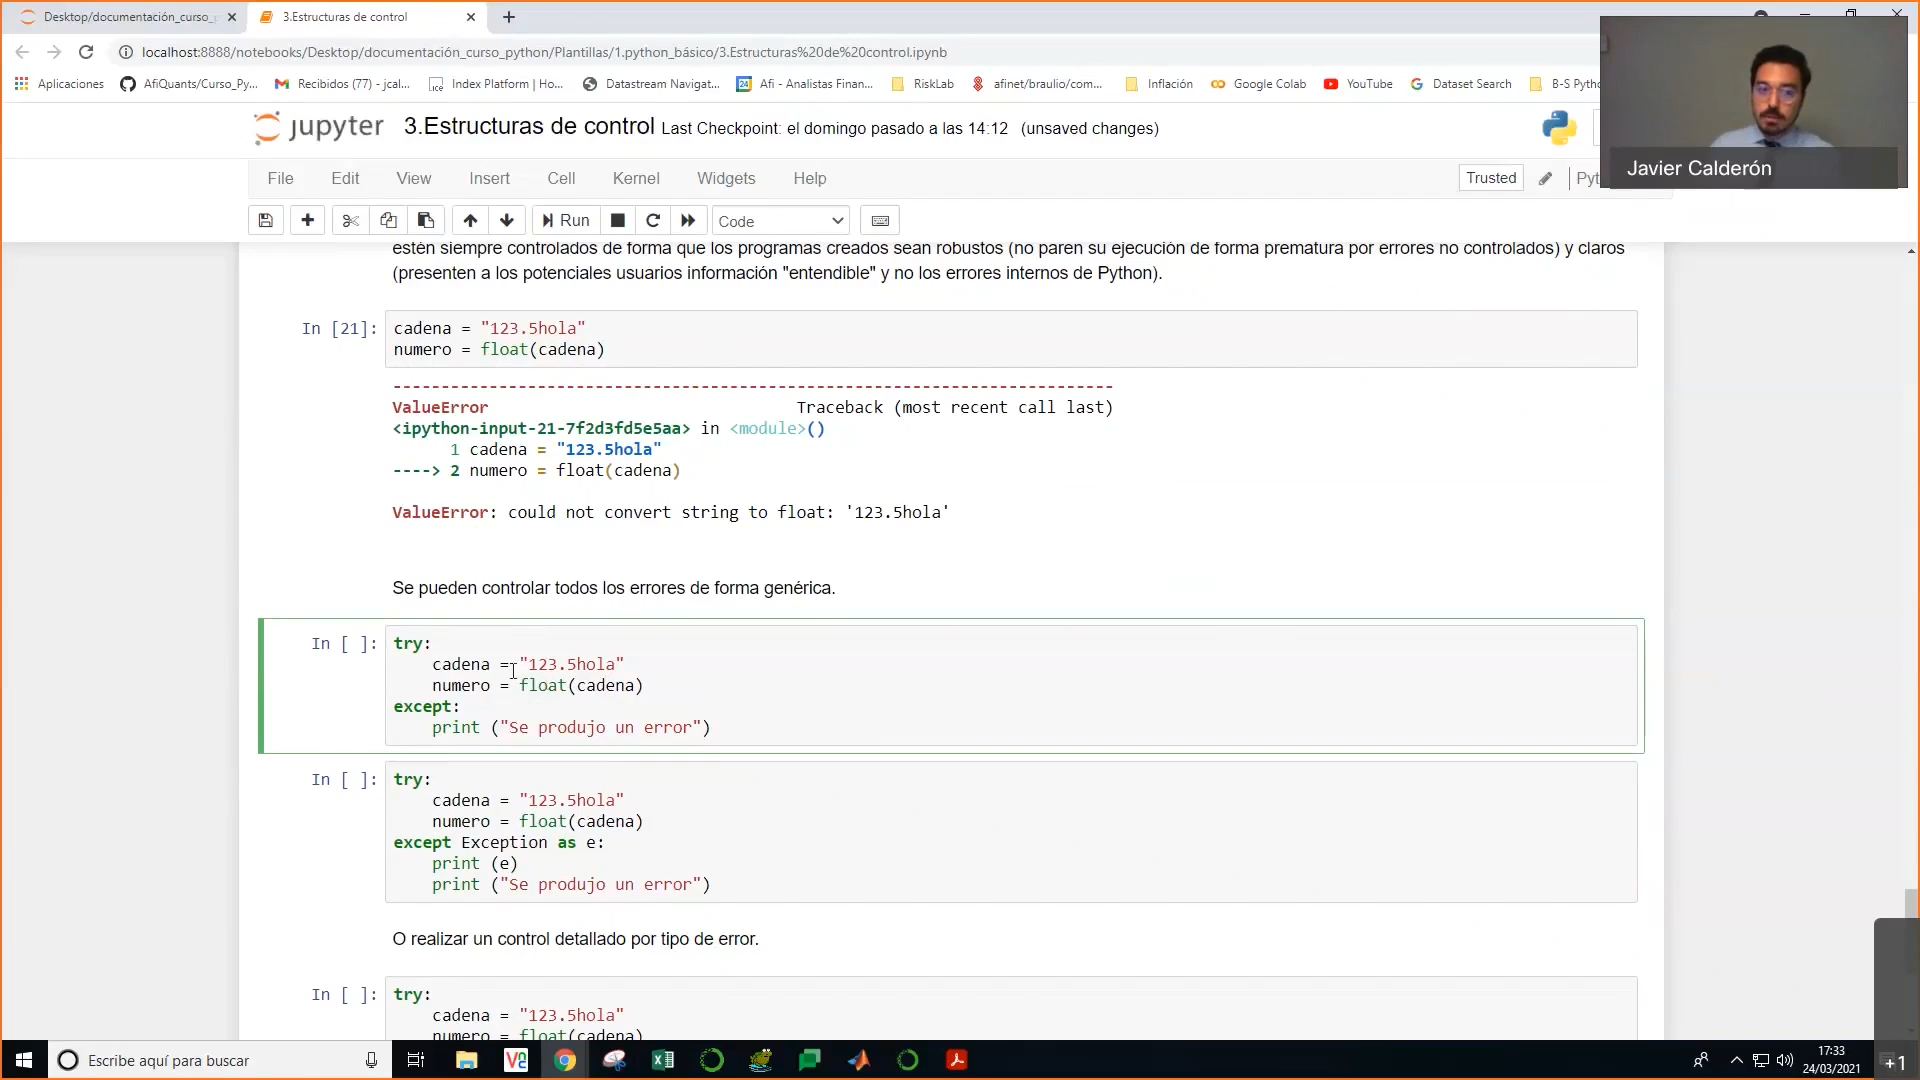 Desktop/documentación_curso_p
3.Estructuras de control
localhost:8888/notebooks/Desktop/documentación_curso_python/Plantillas/1.python_básico/3.Estructuras%20de%20control.ipynb
Aplicaciones
AfiQuants/Curso_Py...
Recibidos (77) - jcal...
Index Platform | Ho...
Datastream Navigat...
Afi - Analistas Finan...
RiskLab
afinet/braulio/com...
Inflación
Google Colab
YouTube
Dataset Search
B-S Pytho
jupyter 3.Estructuras de control Last Checkpoint: el domingo pasado a las 14:12 (unsaved changes)
Javier Calderón
File Edit View Insert Cell Kernel Widgets Help
Trusted
Pyt
Run
Code
estén siempre controlados de forma que los programas creados sean robustos (no paren su ejecución de forma prematura por errores no controlados) y claros
(presenten a los potenciales usuarios información "entendible" y no los errores internos de Python).
In [21]: cadena = "123.5hola"
numero = float(cadena)
---------------------------------------------------------------------------
ValueError Traceback (most recent call last)
<ipython-input-21-7f2d3fd5e5aa> in <module>()
1 cadena = "123.5hola"
----> 2 numero = float(cadena)
ValueError: could not convert string to float: '123.5hola'
Se pueden controlar todos los errores de forma genérica.
In [ ]: try:
cadena = "123.5hola"
numero = float(cadena)
except:
print ("Se produjo un error")
In [ ]: try:
cadena = "123.5hola"
numero = float(cadena)
except Exception as e:
print (e)
print ("Se produjo un error")
O realizar un control detallado por tipo de error.
In [ ]: try:
cadena = "123.5hola"
numero = float(cadena)
Escribe aquí para buscar
17:33
24/03/2021
+1